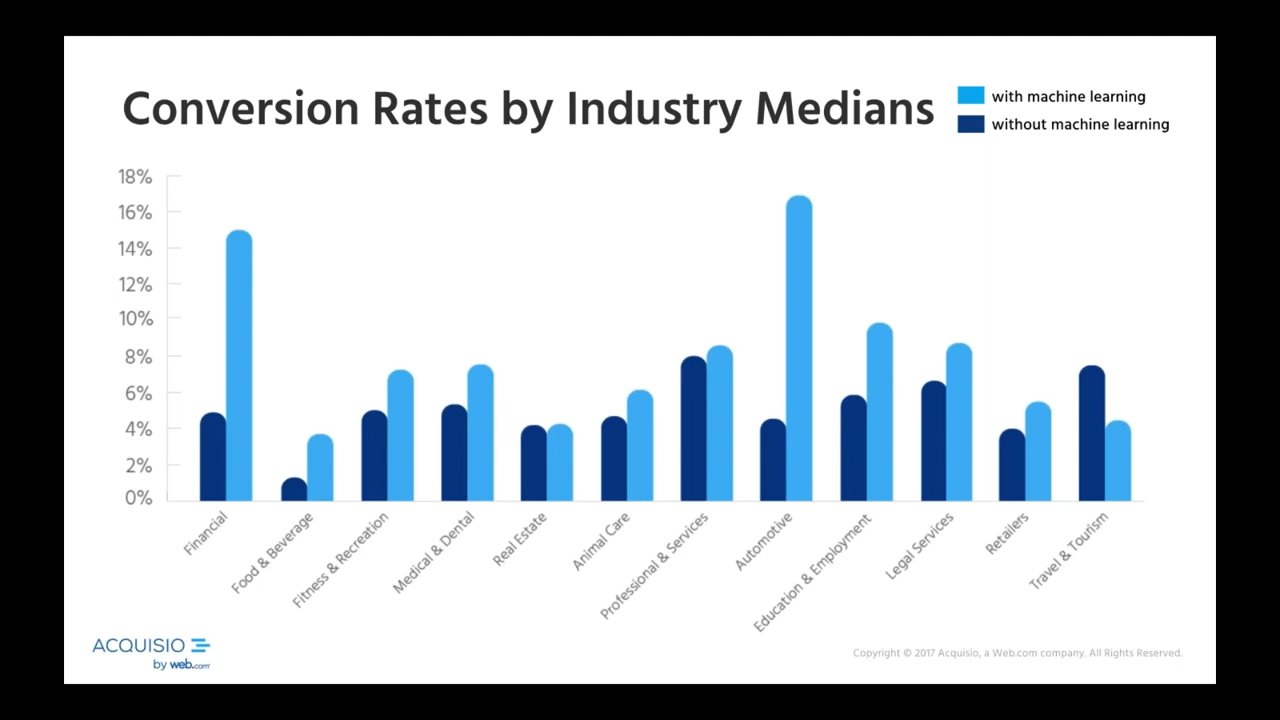 Conversion Rates by Industry Medians
with machine learning
without machine learning
18%
16%
14%
12%
10%
8%
6%
4%
2%
0%
Financial
Food & Beverage
Fitness & Recreation
Medical & Dental
Real Estate
Animal Care
Professional & Services
Automotive
Education & Employment
Legal Services
Retailers
Travel & Tourism
ACQUISIO
by web.com
Copyright © 2017 Acquisio, a Web.com company. All Rights Reserved.